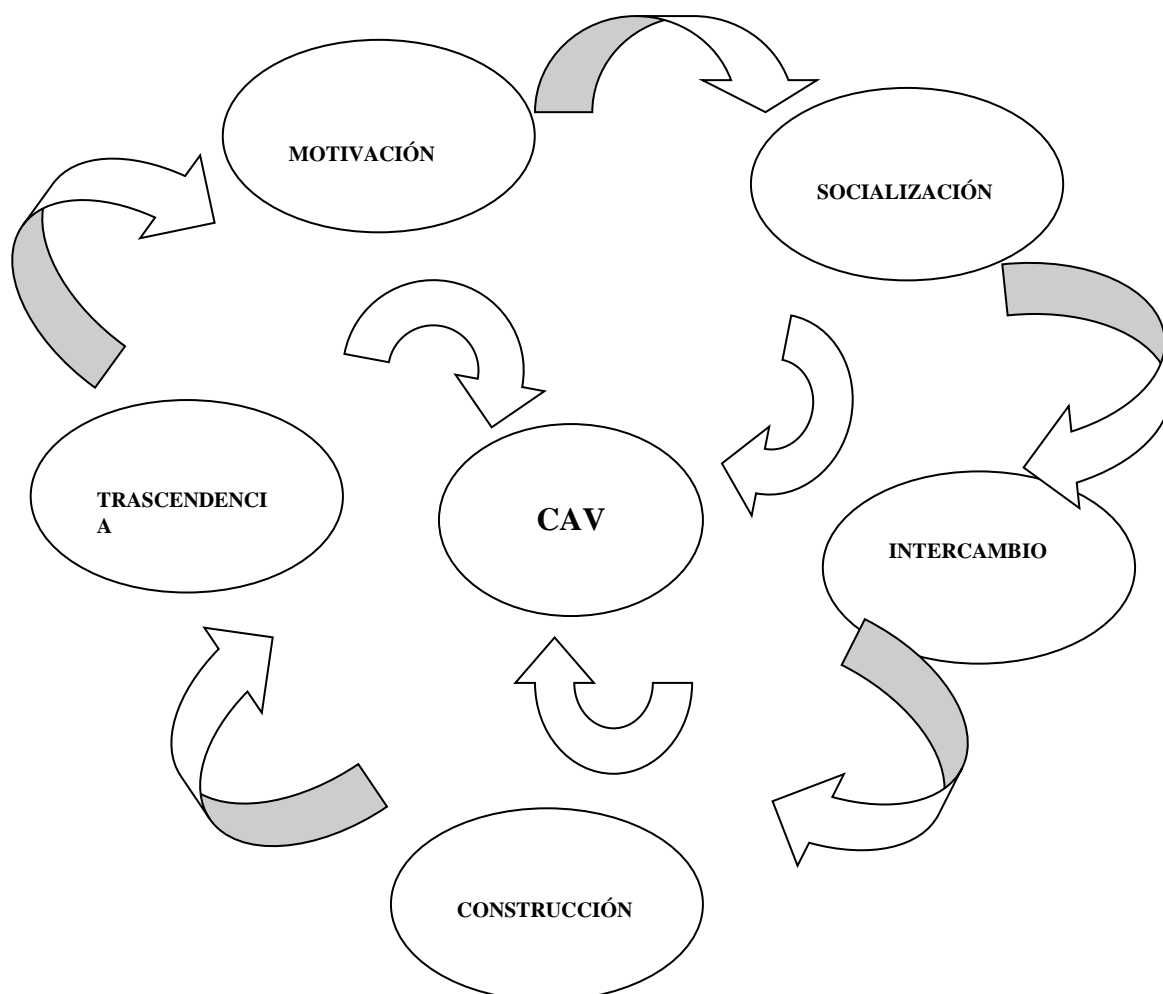 MOTIVACIÓN
SOCIALIZACIÓN
TRASCENDENCI
A
CAV
INTERCAMBIO
CONSTRUCCIÓN